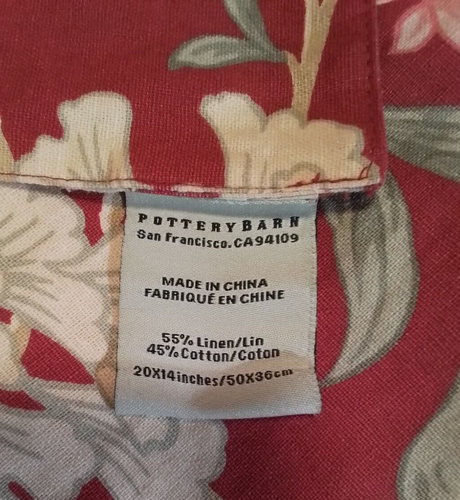 POTTERYBARN
San Francisco.CA94109
MADE IN CHINA
FABRIQUÉ EN CHINE
55% Linen/Lin
45% Cotton/Coton
20X14inches/50X36cm